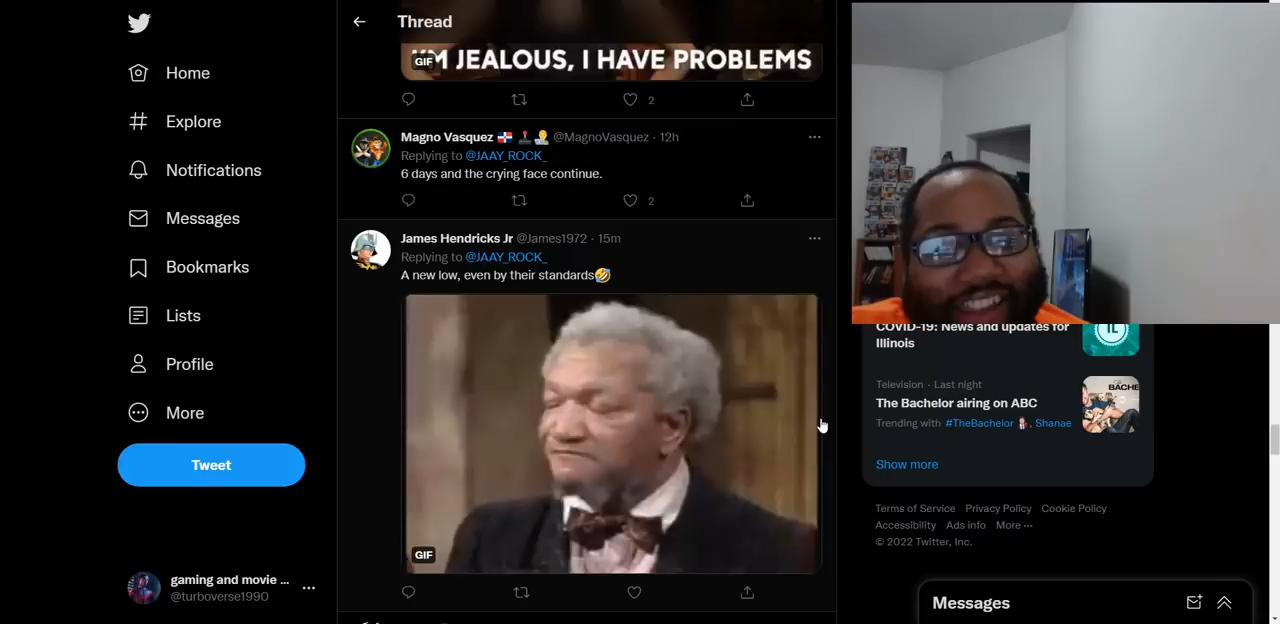 Thread
Home
Explore
Notifications
Messages
Bookmarks
Lists
Profile
More
Tweet
gaming and movie ...
@turboverse1990
I'M JEALOUS, I HAVE PROBLEMS
GIF
2
Magno Vasquez @MagnoVasquez · 12h
Replying to @JAAY_ROCK_
6 days and the crying face continue.
2
James Hendricks Jr @James1972 · 15m
Replying to @JAAY_ROCK_
A new low, even by their standards🤣
GIF
COVID-19: News and updates for
Illinois
IL
Television · Last night
The Bachelor airing on ABC
Trending with #TheBachelor, Shanae
BACHE
Show more
Terms of Service Privacy Policy Cookie Policy
Accessibility Ads info More ···
© 2022 Twitter, Inc.
Messages